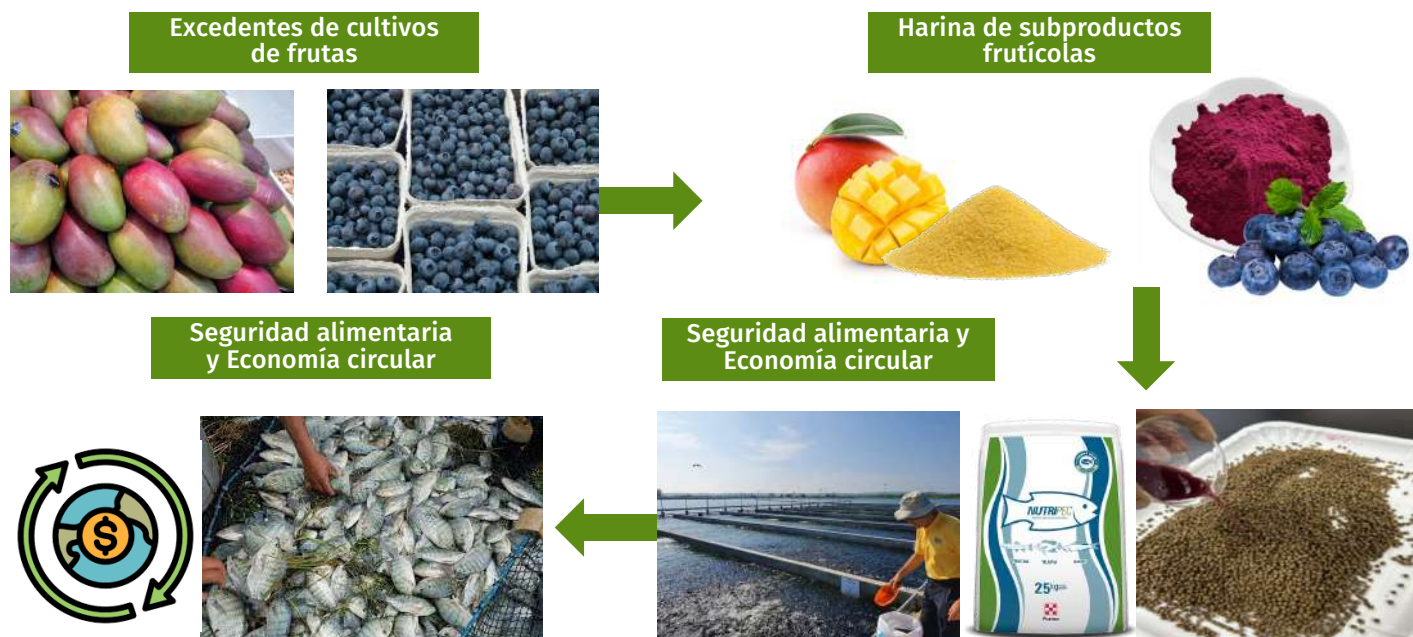 Excedentes de cultivos
de frutas
Harina de subproductos
frutícolas
Seguridad alimentaria
y Economía circular
Seguridad alimentaria y
Economía circular
$
NUTRIPEC
25kg
Purina